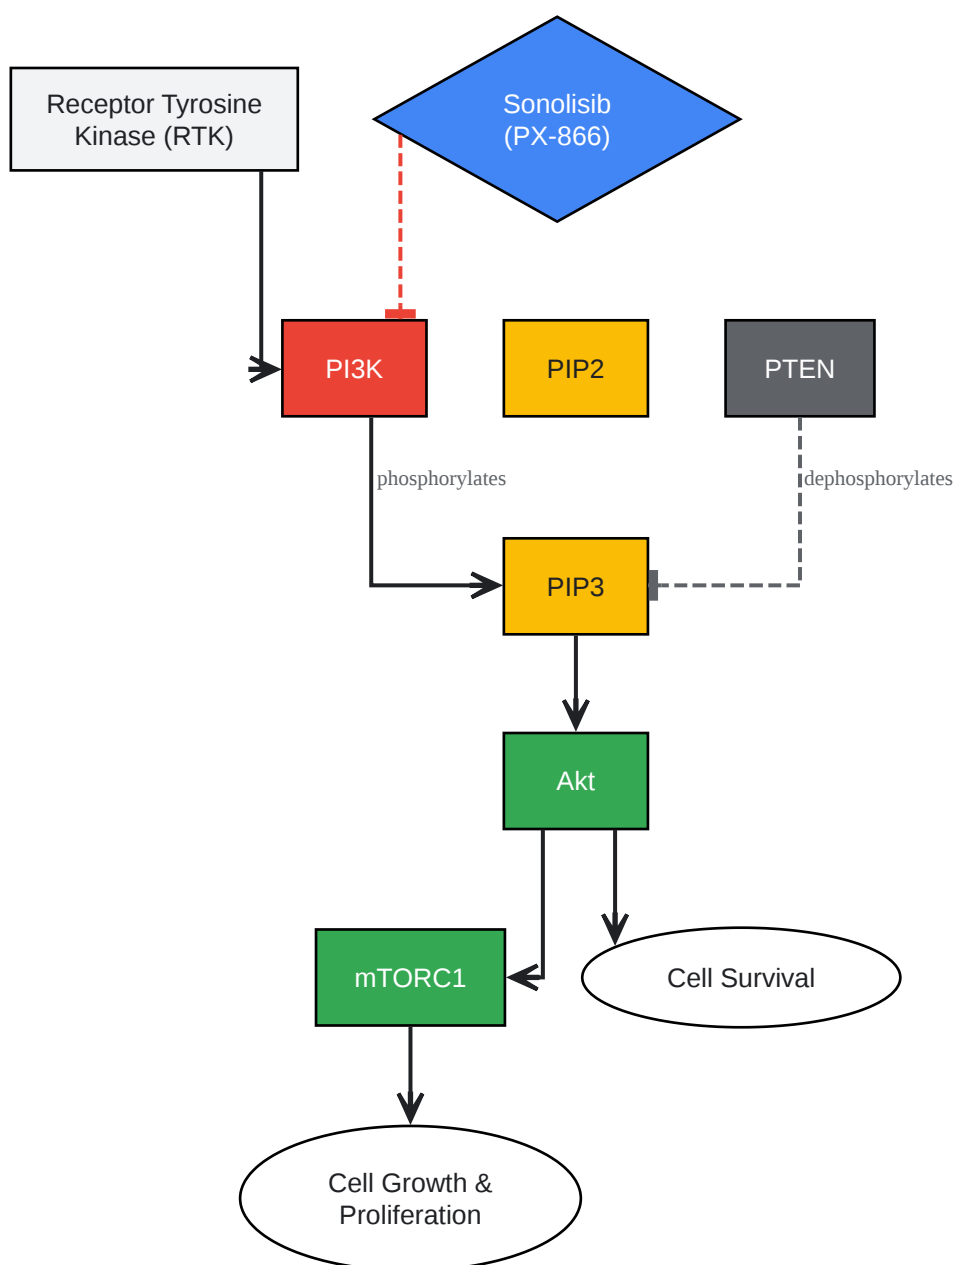 Receptor Tyrosine
Kinase (RTK)
Sonolisib
(PX-866)
PI3K
PIP2
PTEN
phosphorylates
dephosphorylates
PIP3
Akt
mTORC1
Cell Survival
Cell Growth &
Proliferation